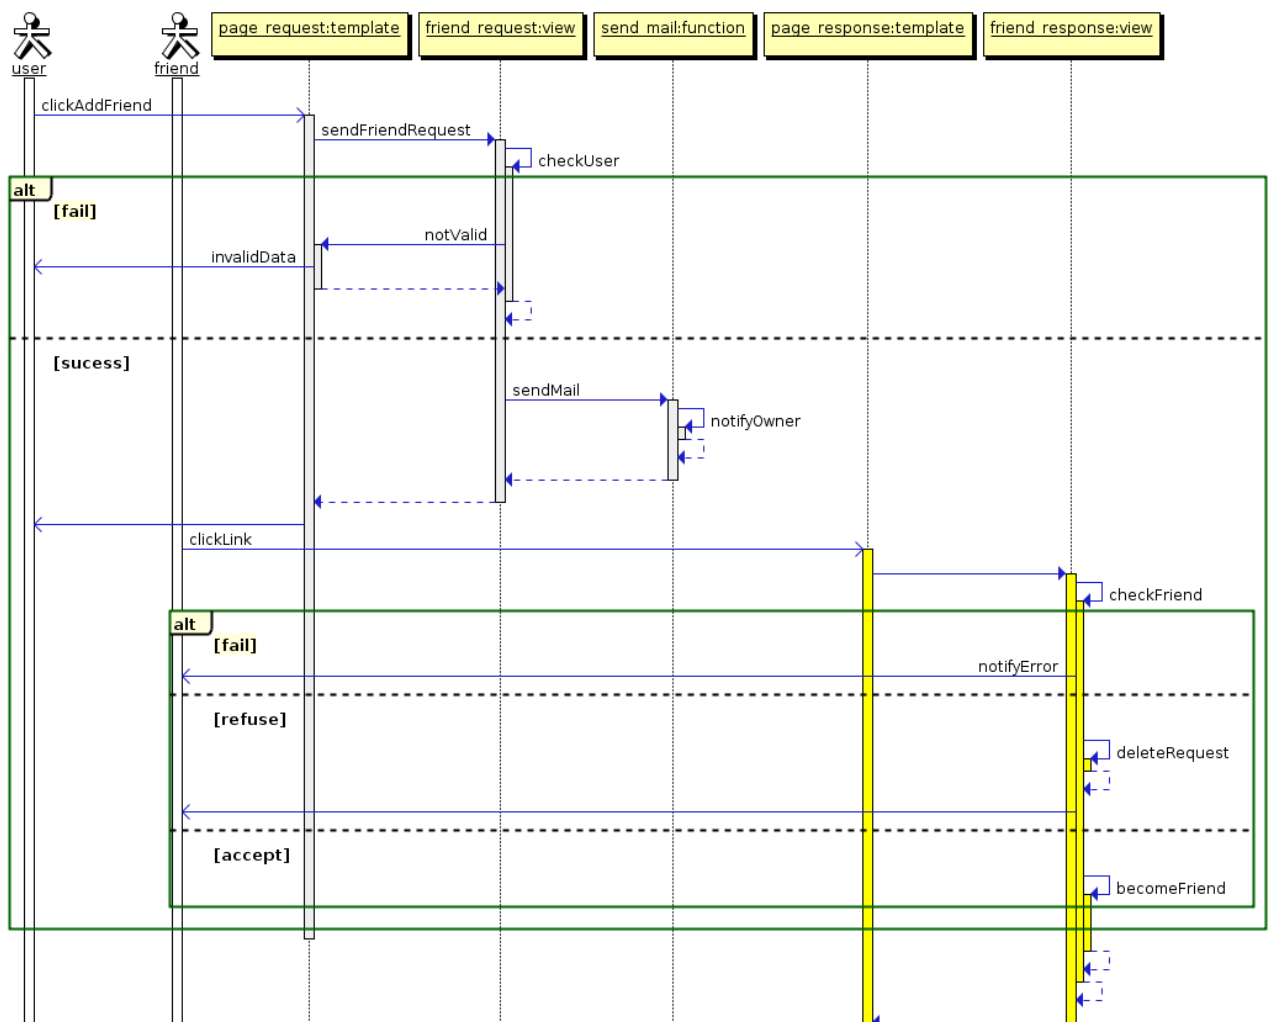 page_request:template
friend_request:view
send_mail:function
page_response:template
friend_response:view
user
friend
clickAddFriend
sendFriendRequest
checkUser
alt
[fail]
notValid
invalidData
[sucess]
sendMail
notifyOwner
clickLink
checkFriend
alt
[fail]
notifyError
[refuse]
deleteRequest
[accept]
becomeFriend